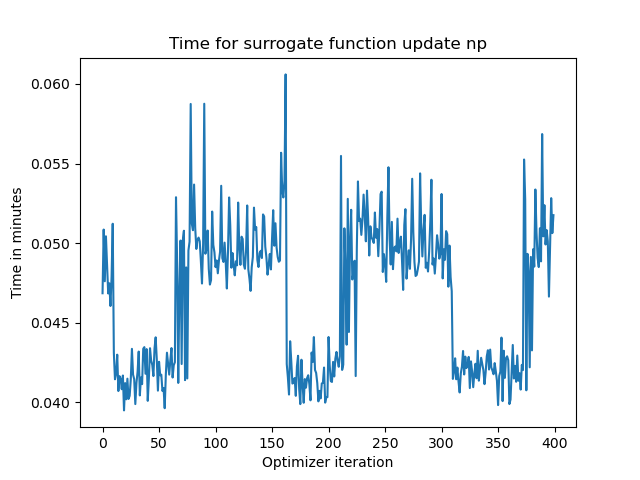 Time for surrogate function update np
Time in minutes
0.060
0.055
0.050
0.045
0.040
0 50 100 150 200 250 300 350 400
Optimizer iteration